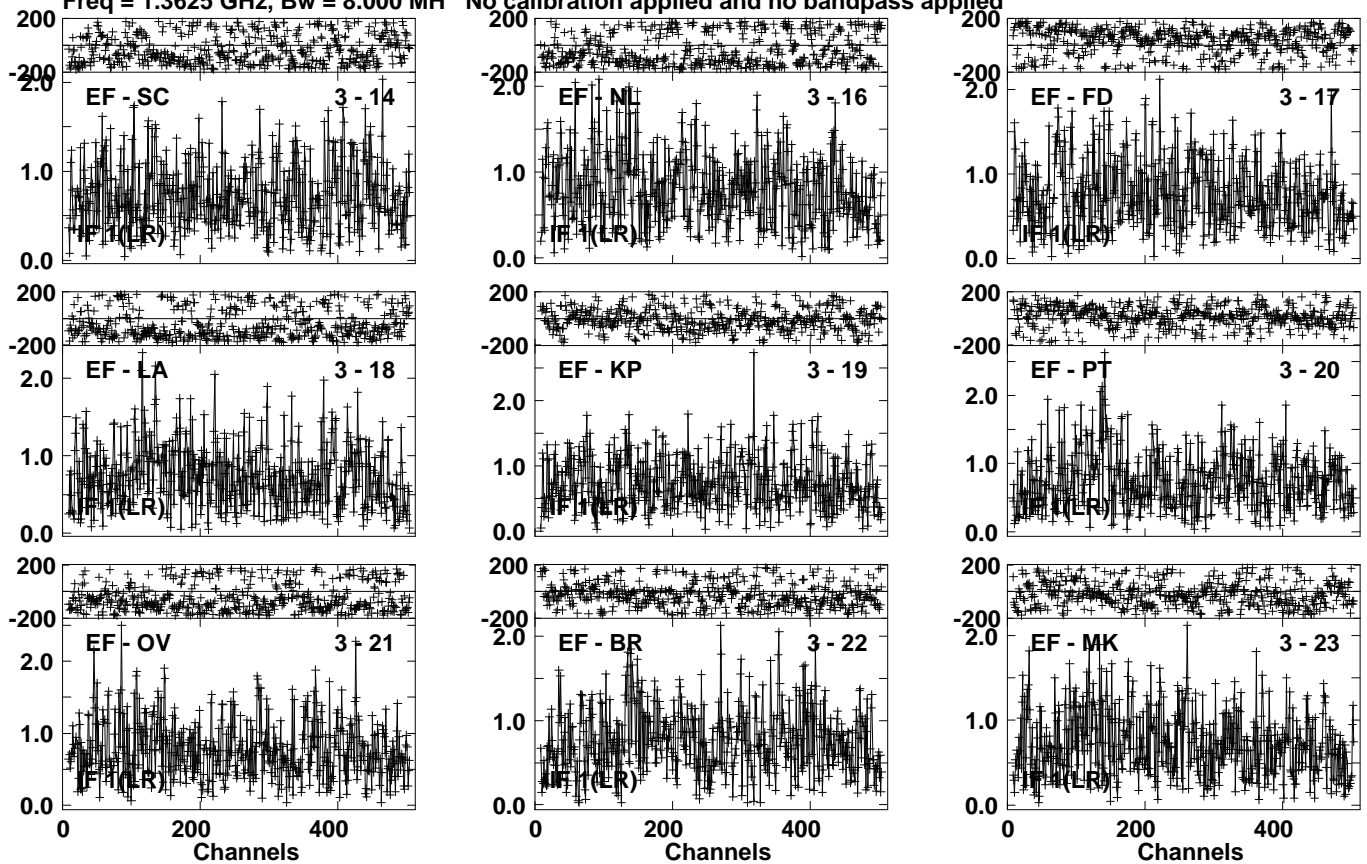 Freq = 1.3625 GHz, Bw = 8.000 MH No calibration applied and no bandpass applied
200
-200
2.0
1.0
0.0
EF - SC 3 - 14
IF 1(LR)
200
-200
2.0
1.0
0.0
EF - NL 3 - 16
IF 1(LR)
200
-200
2.0
1.0
0.0
EF - FD 3 - 17
IF 1(LR)
200
-200
2.0
1.0
0.0
EF - LA 3 - 18
IF 1(LR)
200
-200
2.0
1.0
0.0
EF - KP 3 - 19
IF 1(LR)
200
-200
2.0
1.0
0.0
EF - PT 3 - 20
IF 1(LR)
200
-200
2.0
1.0
0.0
EF - OV 3 - 21
IF 1(LR)
0 200 400
Channels
200
-200
2.0
1.0
0.0
EF - BR 3 - 22
IF 1(LR)
0 200 400
Channels
200
-200
2.0
1.0
0.0
EF - MK 3 - 23
IF 1(LR)
0 200 400
Channels